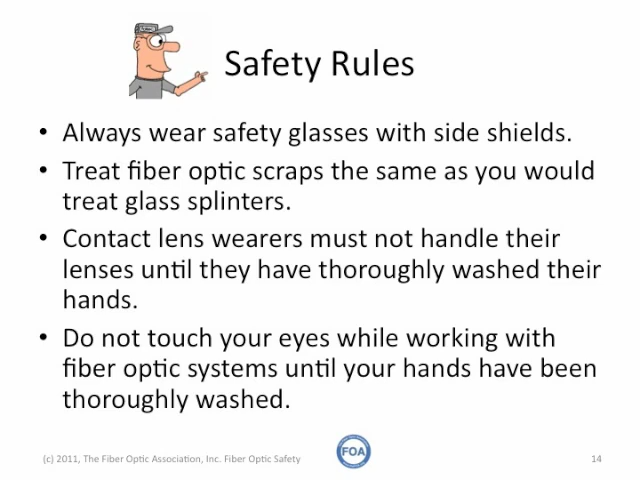 Safety Rules
• Always wear safety glasses with side shields.
• Treat fiber optic scraps the same as you would
treat glass splinters.
• Contact lens wearers must not handle their
lenses until they have thoroughly washed their
hands.
• Do not touch your eyes while working with
fiber optic systems until your hands have been
thoroughly washed.
(c) 2011, The Fiber Optic Association, Inc. Fiber Optic Safety
FOA
14